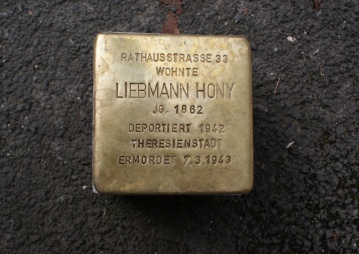 RATHAUSSTRASSE 33
WOHNTE
LIEBMANN HONY
JG. 1862
DEPORTIERT 1942
THERESIENSTADT
ERMORDET 7.3.1943